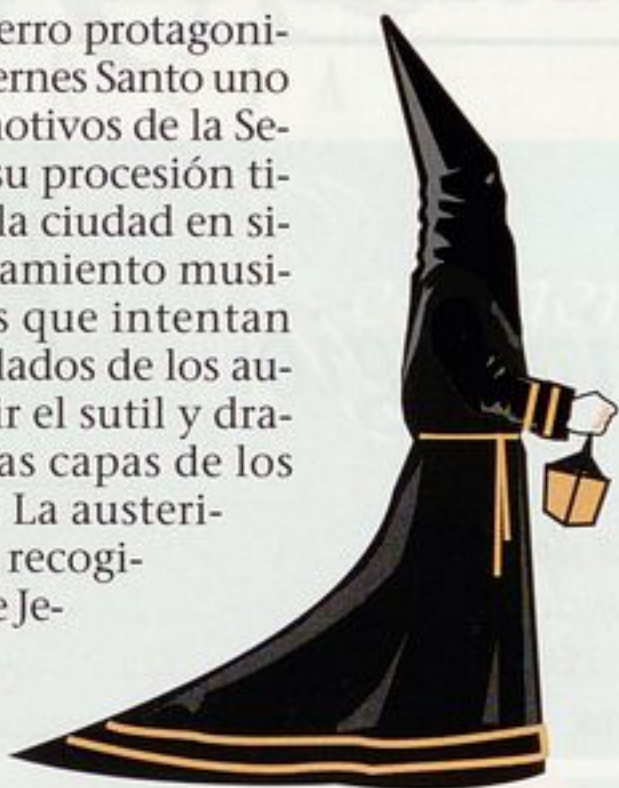 erro protagoni-
ernes Santo uno
notivos de la Se-
su procesión ti-
la ciudad en si-
amiento musi-
s que intentan
lados de los au-
ir el sutil y dra-
as capas de los
La austeri-
recogi-
e Je-